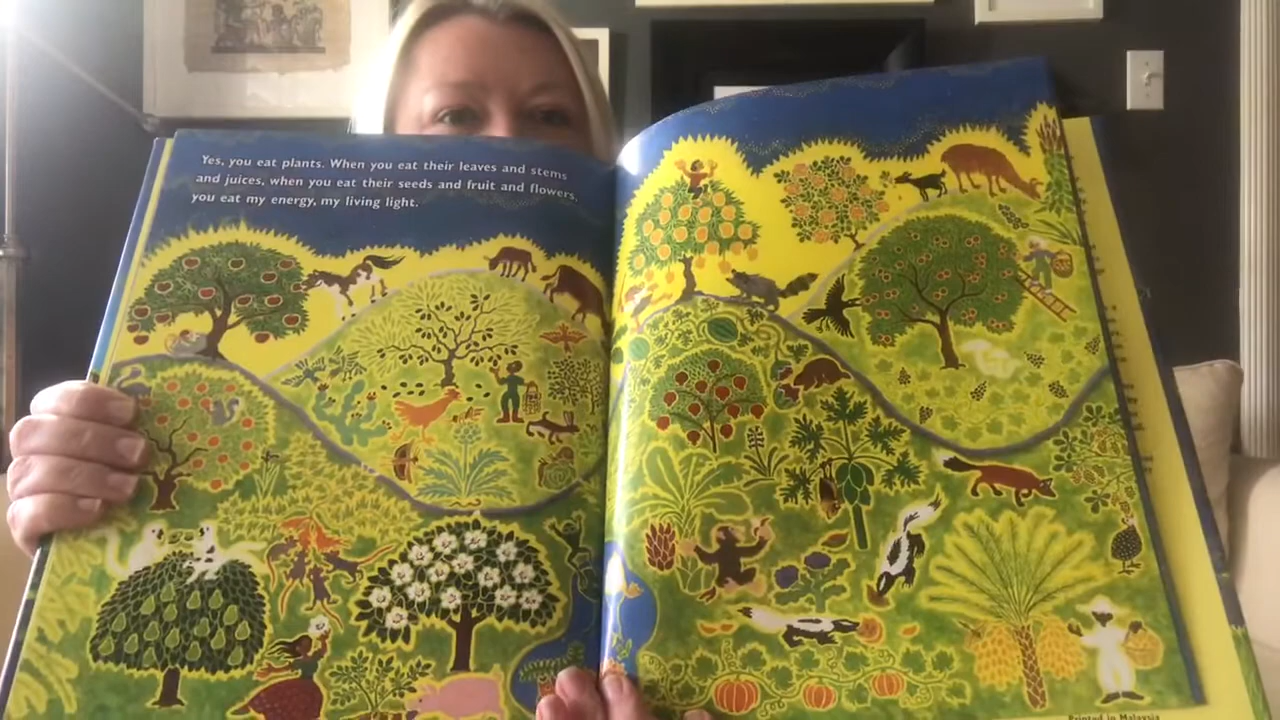 Yes, you eat plants. When you eat their leaves and stems
and juices, when you eat their seeds and fruit and flowers,
you eat my energy, my living light.
Printed in Malaysia